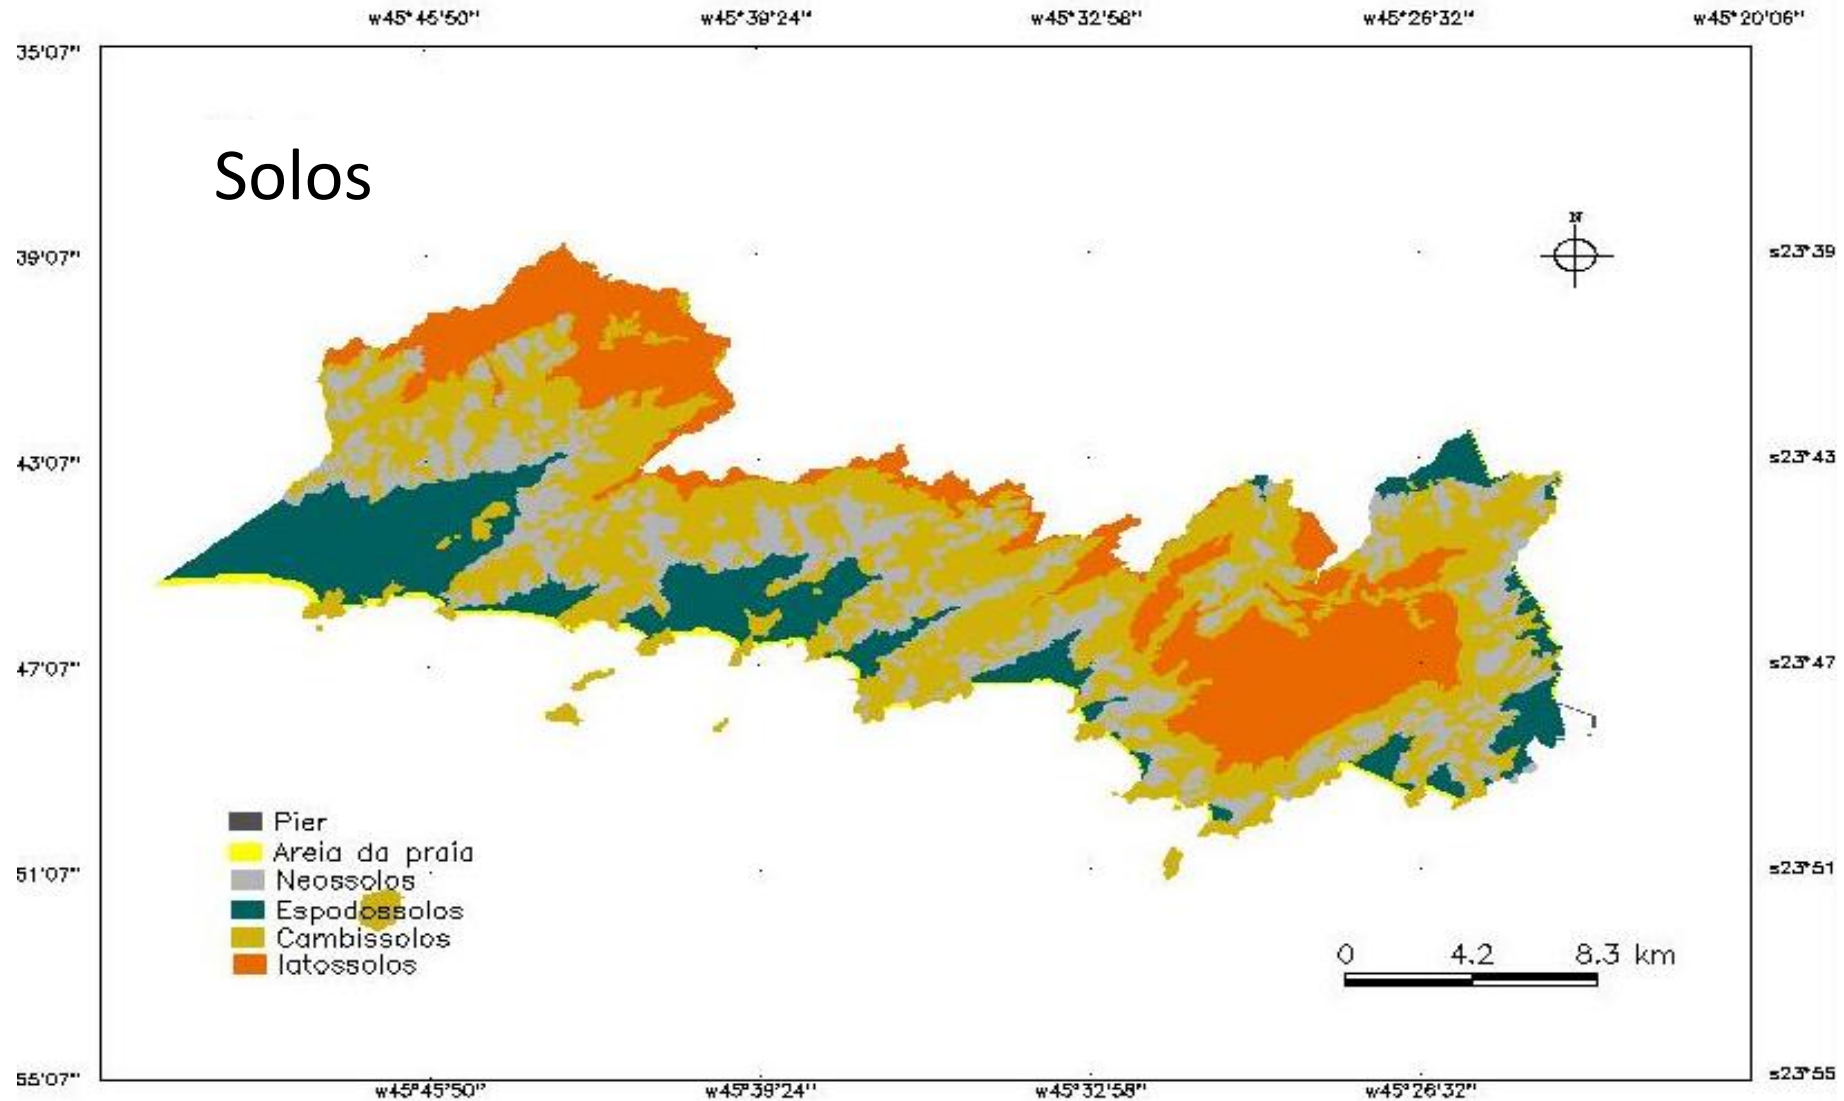 w45°45'50" w45°39'24" w45°32'58" w45°26'32" w45°20'06"
35'07"
Solos
N
39'07" s23°39
43'07" s23°43
47'07" s23°47
Pier
Areia da praia
51'07" s23°51
Neossolos
Espodossolos
Cambissolos
latossolos
0 4.2 8.3 km
55'07" s23°55
w45°45'50" w45°39'24" w45°32'58" w45°26'32"